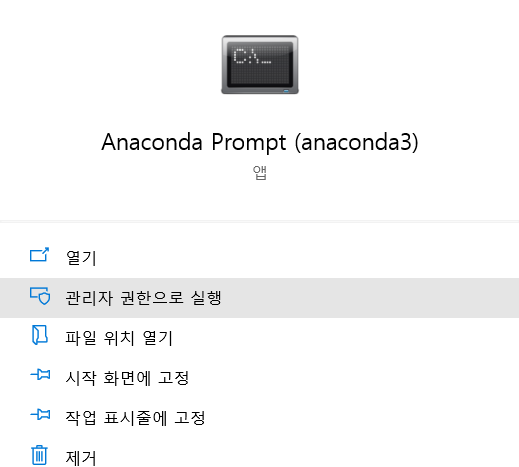 C:\_
Anaconda Prompt (anaconda3)
앱
열기
관리자 권한으로 실행
파일 위치 열기
시작 화면에 고정
작업 표시줄에 고정
제거